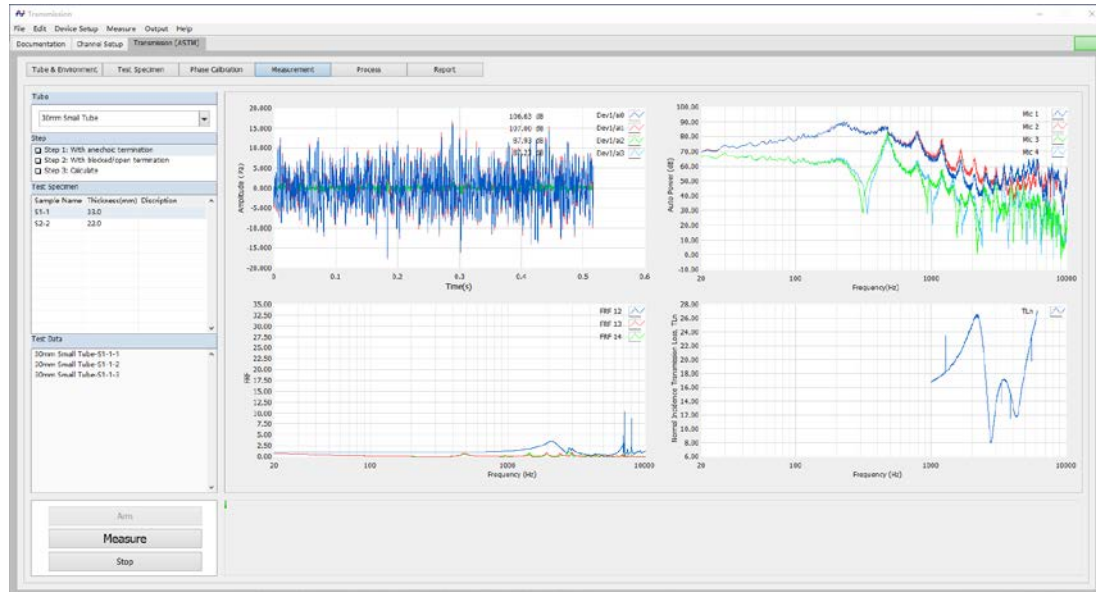 Transmission
File Edit Device Setup Measure Output Help
Documentation Channel Setup Transmission (ASTM)
Tube & Environment Test Specimen Phase Calibration Measurement Process Report
Tube
30mm Small Tube
Step
Step 1: With anechoic termination
Step 2: With blocked/open termination
Step 3: Calculate
Test Specimen
Sample Name Thickness(mm) Discription
S1-1 33.0
S2-2 22.0
Test Data
30mm Small Tube-S1-1-1
30mm Small Tube-S1-1-2
30mm Small Tube-S1-1-3
Arm
Measure
Stop
20.000
15.000
10.000
5.000
0.000
-5.000
-10.000
-15.000
-20.000
Amplitude (Pa)
0 0.1 0.2 0.3 0.4 0.5 0.6
Time(s)
106.63 dB Dev1/ai0
107.00 dB Dev1/ai1
87.93 dB Dev1/ai2
Dev1/ai3
100.00
90.00
80.00
70.00
60.00
50.00
40.00
30.00
20.00
10.00
0.00
-10.00
Auto Power (dB)
20 100 1000 10000
Frequency(Hz)
Mic 1
Mic 2
Mic 3
Mic 4
35.00
32.50
30.00
27.50
25.00
22.50
20.00
17.50
15.00
12.50
10.00
7.50
5.00
2.50
0.00
FRF
20 100 1000 10000
Frequency (Hz)
FRF 12
FRF 13
FRF 14
28.00
26.00
24.00
22.00
20.00
18.00
16.00
14.00
12.00
10.00
8.00
6.00
Normal Incidence Transmission Loss, TLn
20 100 1000 10000
Frequency (Hz)
TLn